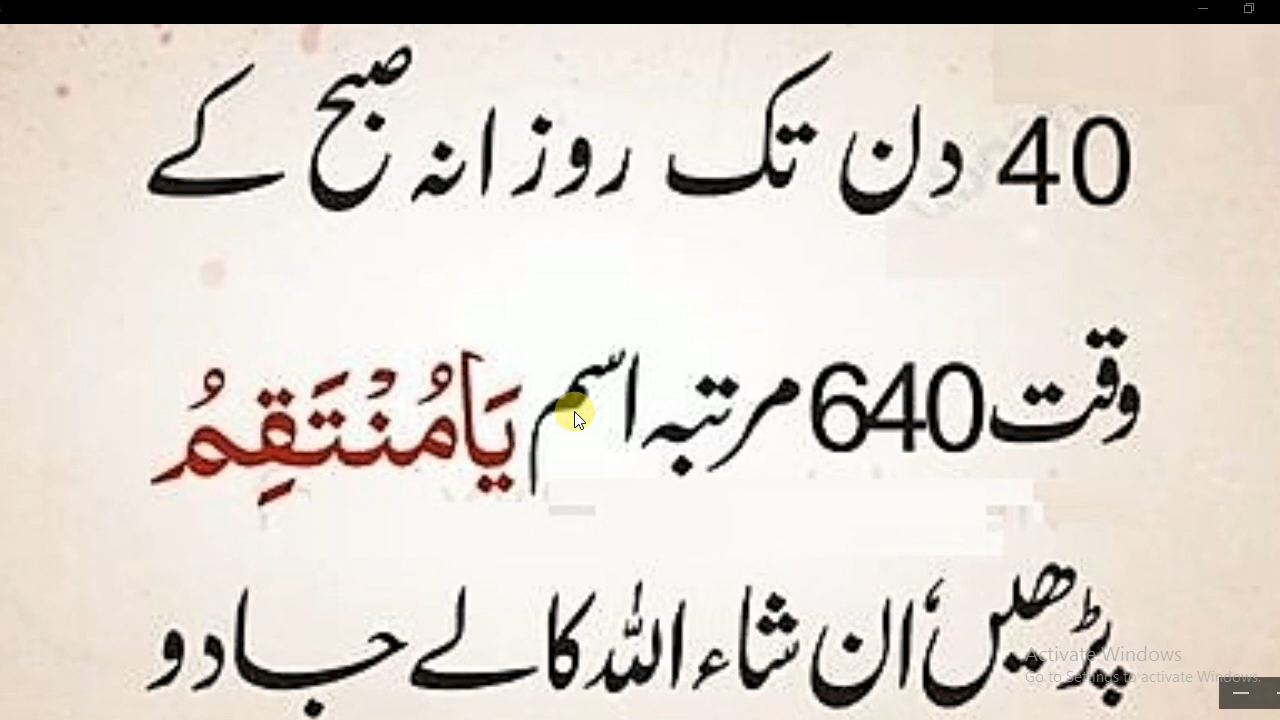 40 دن تک روزانہ صبح کے
وقت 640 مرتبہ اسم یَامُنْتَقِمُ
پڑھیں، ان شاء اللہ کالے جادو
Activate Windows
Go to Settings to activate Windows.